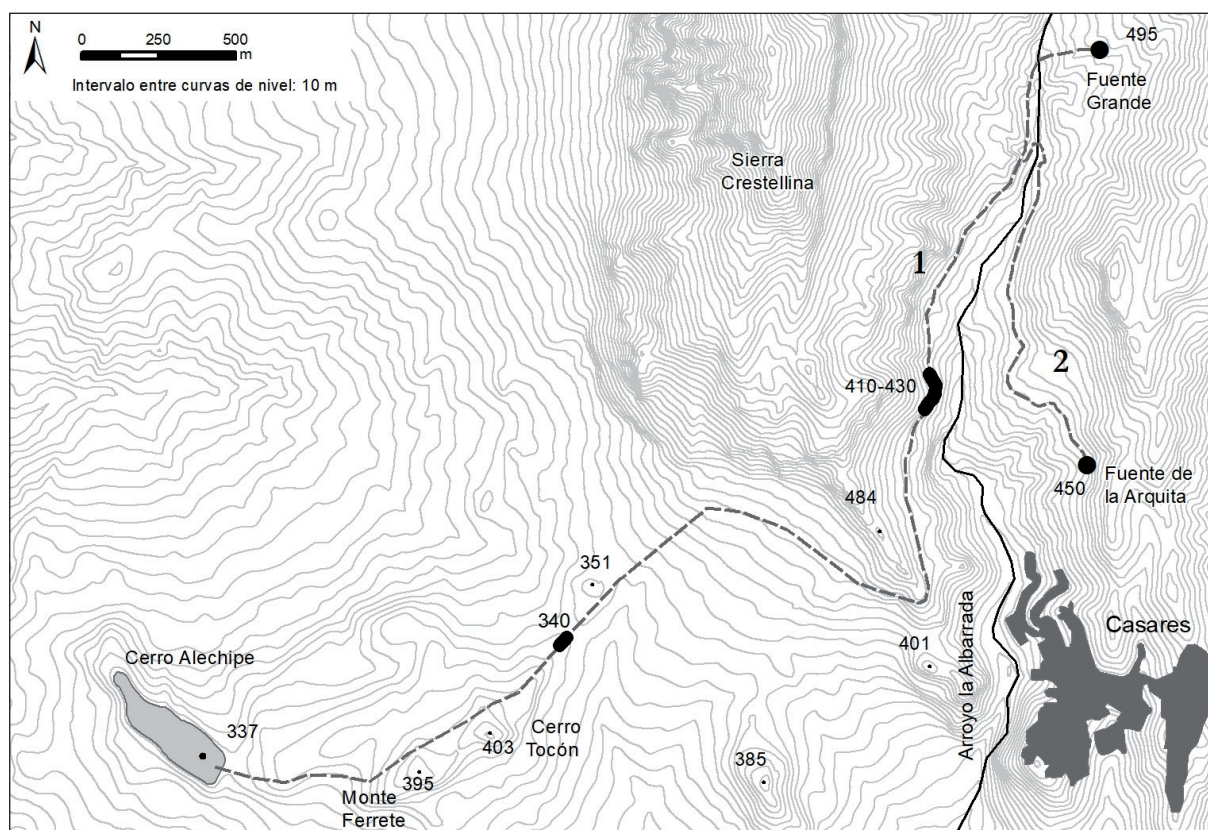 N
0 250 500
m
Intervalo entre curvas de nivel: 10 m
495
Fuente
Grande
Sierra
Crestellina
1
2
410-430
484
450
Fuente de
la Arquita
351
340
Arroyo la Albarrada
401
Casares
Cerro Alechipe
337
403
Cerro
Tocón
395
385
Monte
Ferrete